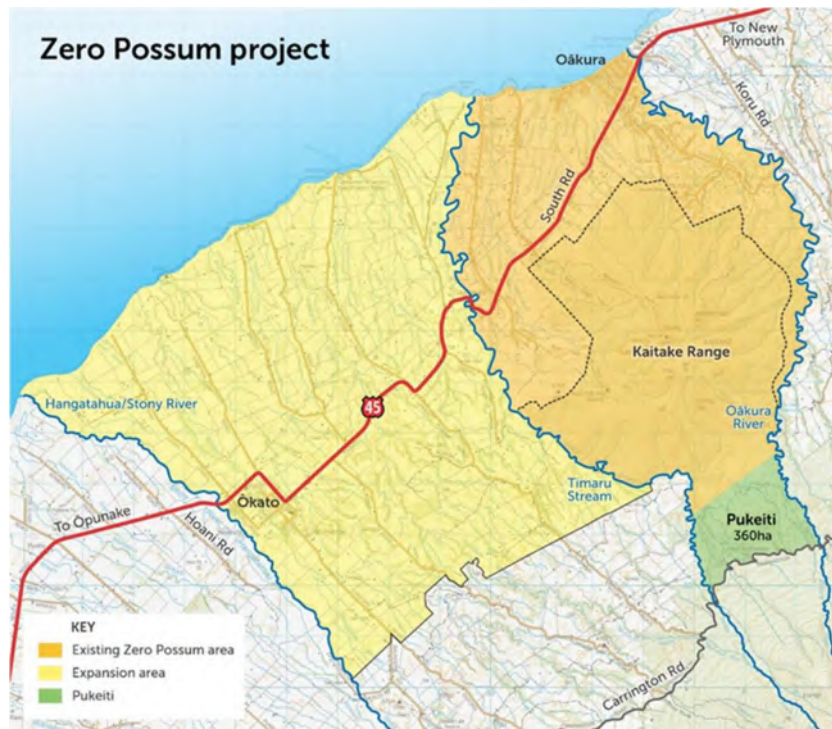 Zero Possum project
To New
Plymouth
Oākura
Koru Rd
South Rd
Kaitake Range
Hangatahua/Stony River
45
Oākura
River
Timaru
Stream
Ōkato
To Ōpunake
Hoani Rd
Pukeiti
360ha
Carrington Rd
KEY
Existing Zero Possum area
Expansion area
Pukeiti